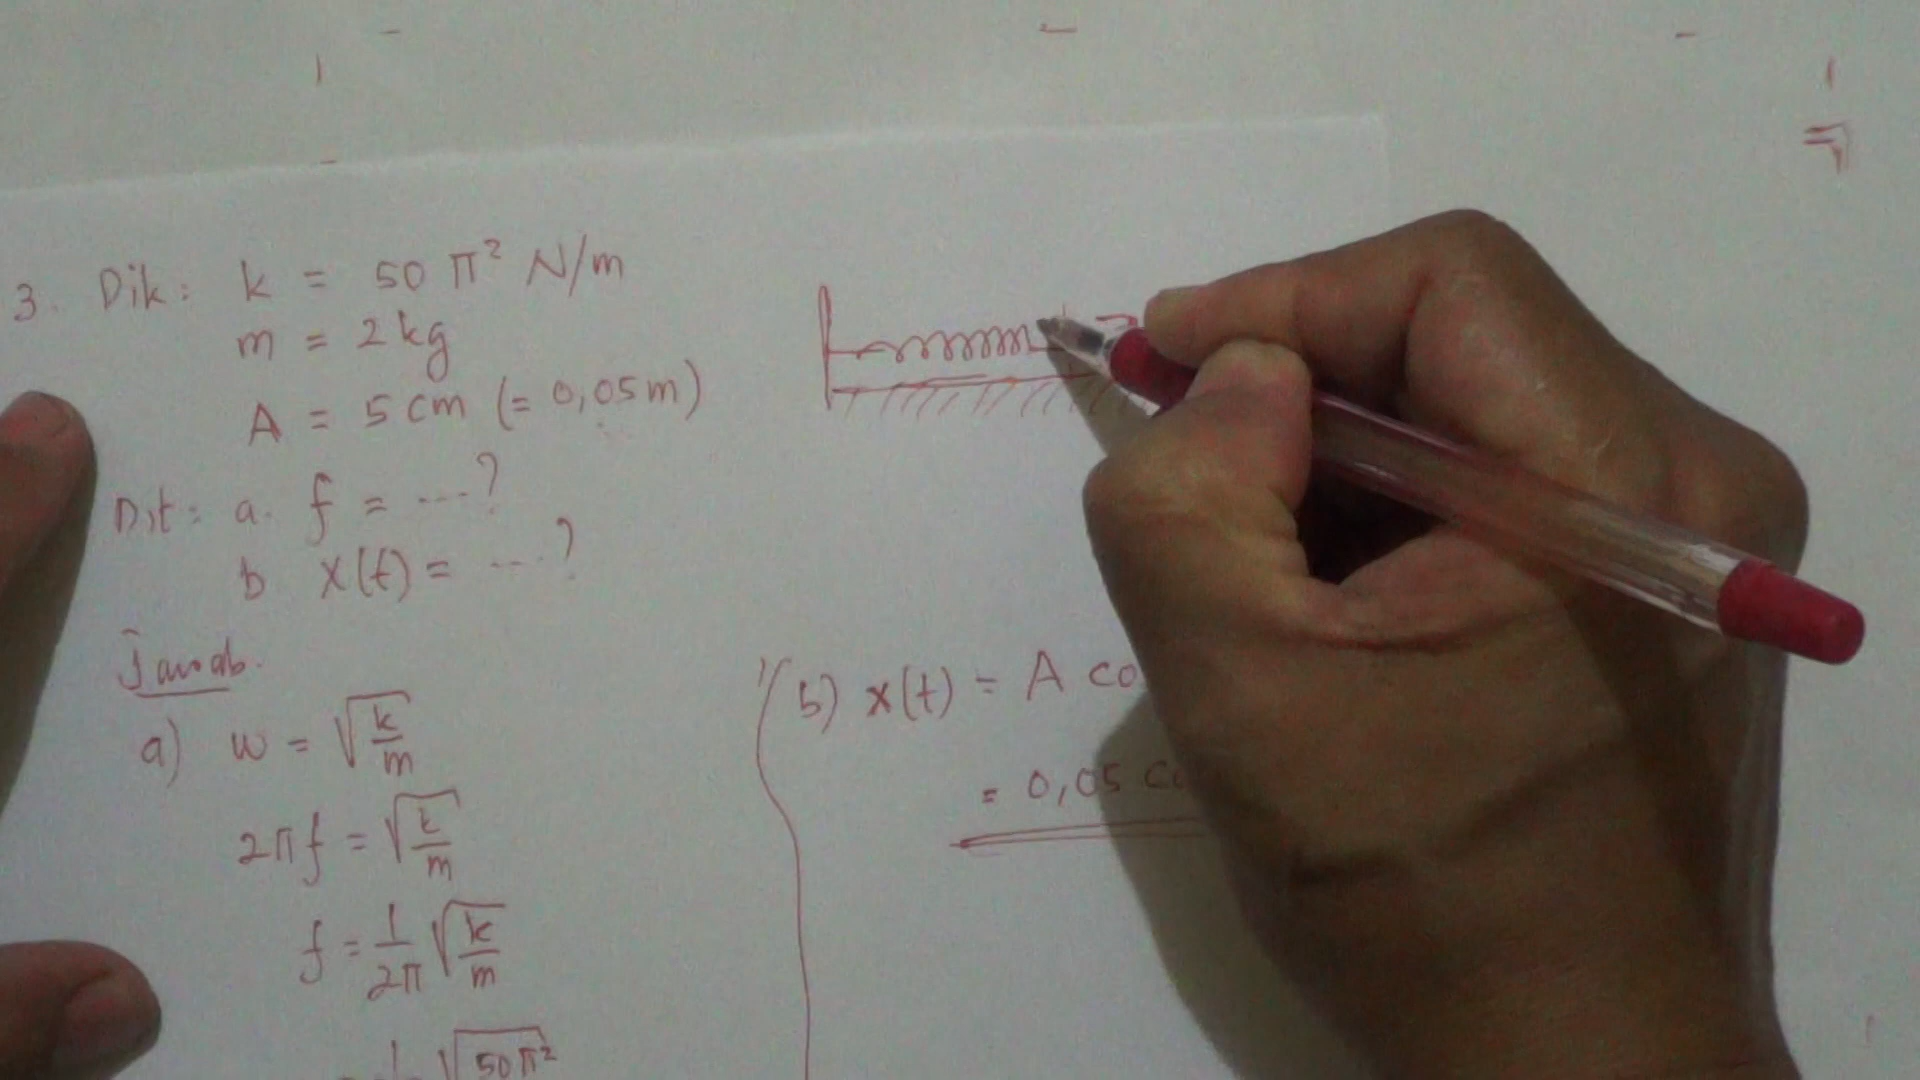 3. Dik: k = 50 π² N/m
m = 2 kg
A = 5 cm (= 0,05 m)
Dit: a. f = ....?
b x(t) = ....?
Jawab.
a) w = √(k/m)
2πf = √(k/m)
f = 1/2π √(k/m)
= √50π²
b) x(t) = A co
= 0,05 co